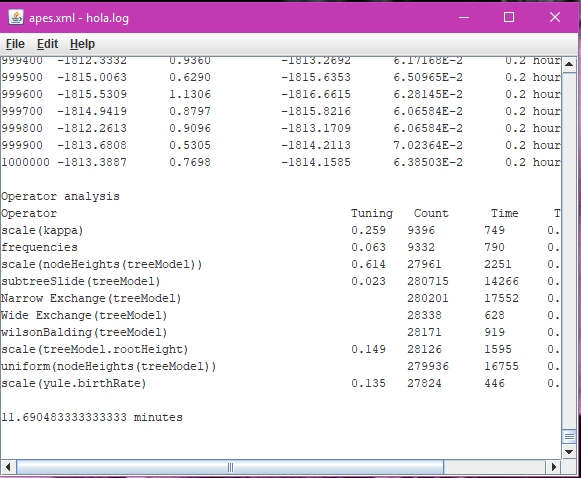 apes.xml - hola.log
File Edit Help
999400 -1812.3332 0.9360 -1813.2692 6.17168E-2 0.2 hour
999500 -1815.0063 0.6290 -1815.6353 6.50965E-2 0.2 hour
999600 -1815.5309 1.1306 -1816.6615 6.28145E-2 0.2 hour
999700 -1814.9419 0.8797 -1815.8216 6.06584E-2 0.2 hour
999800 -1812.2613 0.9096 -1813.1709 6.06584E-2 0.2 hour
999900 -1813.6808 0.5305 -1814.2113 7.02364E-2 0.2 hour
1000000 -1813.3887 0.7698 -1814.1585 6.38503E-2 0.2 hour
Operator analysis
Operator Tuning Count Time T
scale(kappa) 0.259 9396 749 0.
frequencies 0.063 9332 790 0.
scale(nodeHeights(treeModel)) 0.614 27961 2251 0.
subtreeSlide(treeModel) 0.023 280715 14266 0.
Narrow Exchange(treeModel) 280201 17552 0.
Wide Exchange(treeModel) 28338 628 0.
wilsonBalding(treeModel) 28171 919 0.
scale(treeModel.rootHeight) 0.149 28126 1595 0.
uniform(nodeHeights(treeModel)) 279936 16755 0.
scale(yule.birthRate) 0.135 27824 446 0.
11.690483333333333 minutes